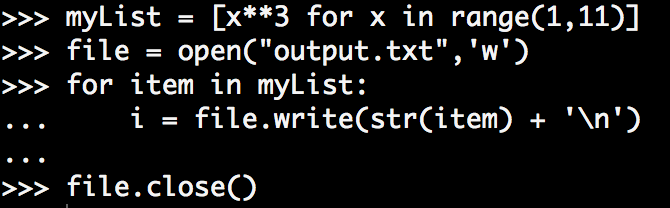 >>> myList = [x**3 for x in range(1,11)]
>>> file = open("output.txt",'w')
>>> for item in myList:
...     i = file.write(str(item) + '\n')
...
>>> file.close()